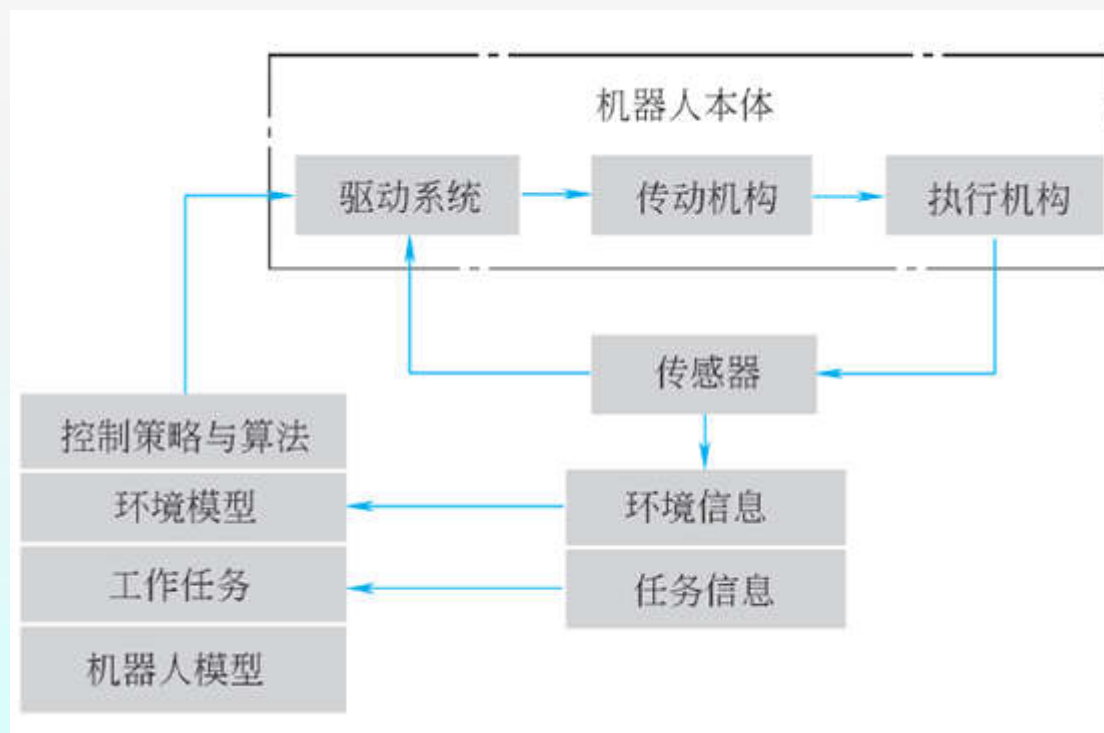 机器人本体
驱动系统
传动机构
执行机构
传感器
控制策略与算法
环境模型
环境信息
工作任务
任务信息
机器人模型